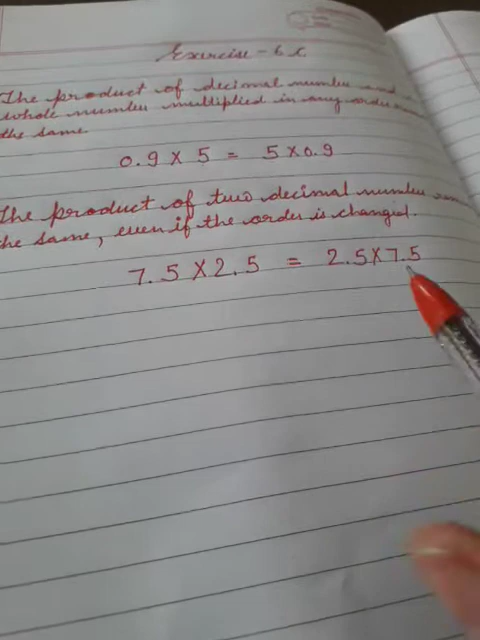 Exercise - 6 c
The product of decimal number and a
whole number multiplied in any order
the same.
0.9 X 5 = 5 X 0.9
The product of two decimal number
the same, even if the order is changed.
7.5 X 2.5 = 2.5 X 7.5